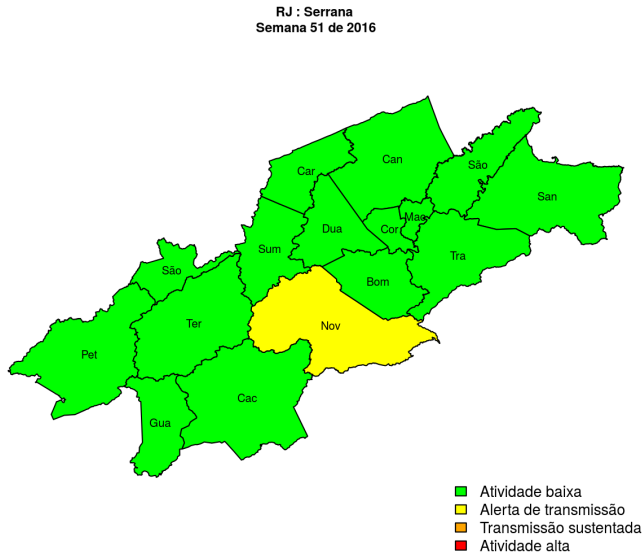 RJ : Serrana
Semana 51 de 2016
Can
São
Car
San
Mac
Dua
Cor
Sum
Tra
São
Bom
Ter
Nov
Pet
Cac
Gua
Atividade baixa
Alerta de transmissão
Transmissão sustentada
Atividade alta